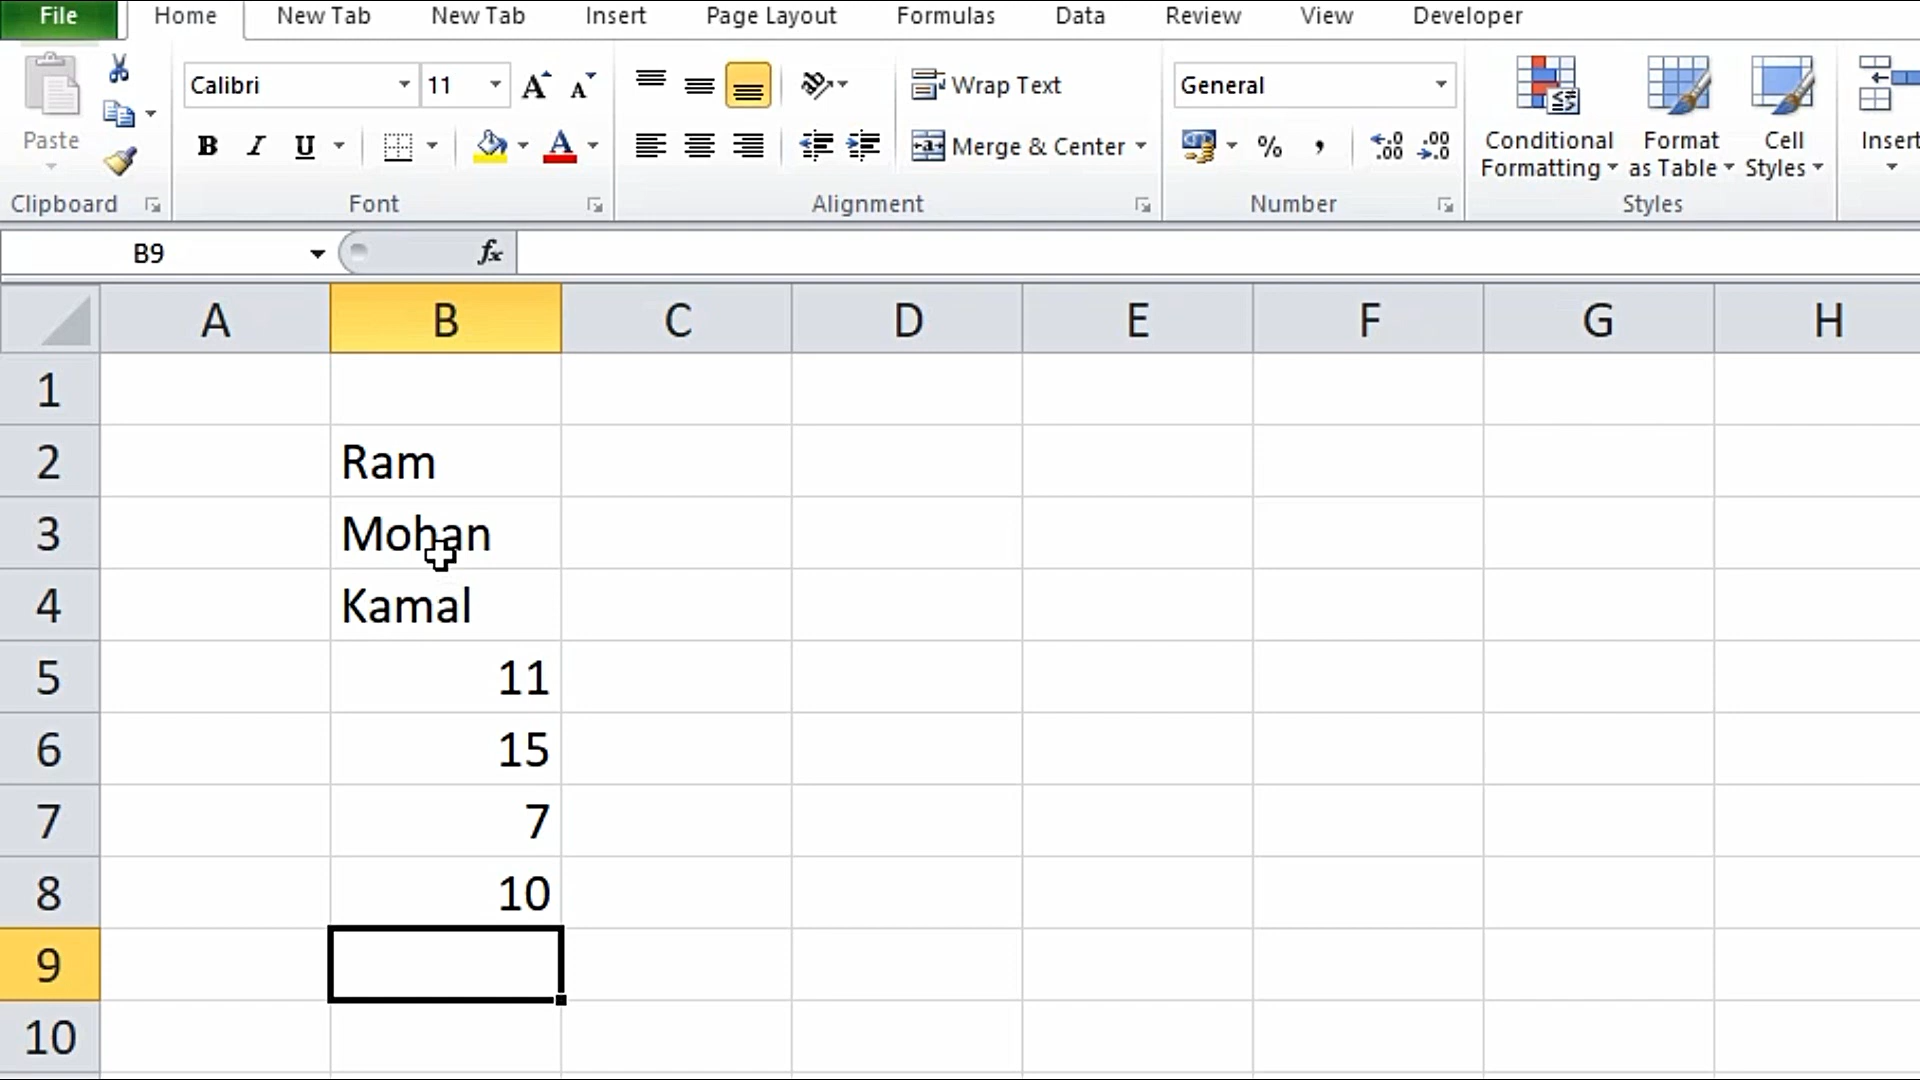 File Home New Tab New Tab Insert Page Layout Formulas Data Review View Developer
Calibri 11 A A Wrap Text General
Paste B I U A Merge & Center % , .00 .00 Conditional Formatting Format as Table Cell Styles Insert
Clipboard Font Alignment Number Styles
B9 fx
A B C D E F G H
1
2 Ram
3 Mohan
4 Kamal
5 11
6 15
7 7
8 10
9
10